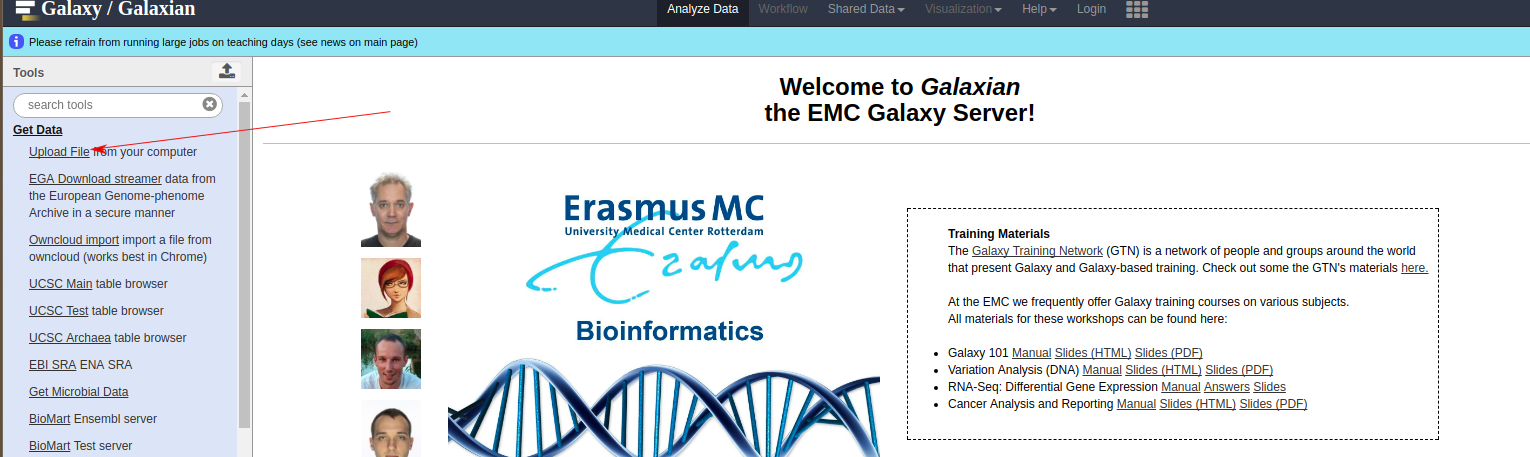 Galaxy / Galaxian
Analyze Data Workflow Shared Data Visualization Help Login
Please refrain from running large jobs on teaching days (see news on main page)
Tools
search tools
Get Data
Upload File from your computer
EGA Download streamer data from
the European Genome-phenome
Archive in a secure manner
Owncloud import import a file from
owncloud (works best in Chrome)
UCSC Main table browser
UCSC Test table browser
UCSC Archaea table browser
EBI SRA ENA SRA
Get Microbial Data
BioMart Ensembl server
BioMart Test server
Welcome to Galaxian
the EMC Galaxy Server!
Erasmus MC
University Medical Center Rotterdam
Erasmus
Bioinformatics
Training Materials
The Galaxy Training Network (GTN) is a network of people and groups around the world
that present Galaxy and Galaxy-based training. Check out some the GTN's materials here.
At the EMC we frequently offer Galaxy training courses on various subjects.
All materials for these workshops can be found here:
Galaxy 101 Manual Slides (HTML) Slides (PDF)
Variation Analysis (DNA) Manual Slides (HTML) Slides (PDF)
RNA-Seq: Differential Gene Expression Manual Answers Slides
Cancer Analysis and Reporting Manual Slides (HTML) Slides (PDF)